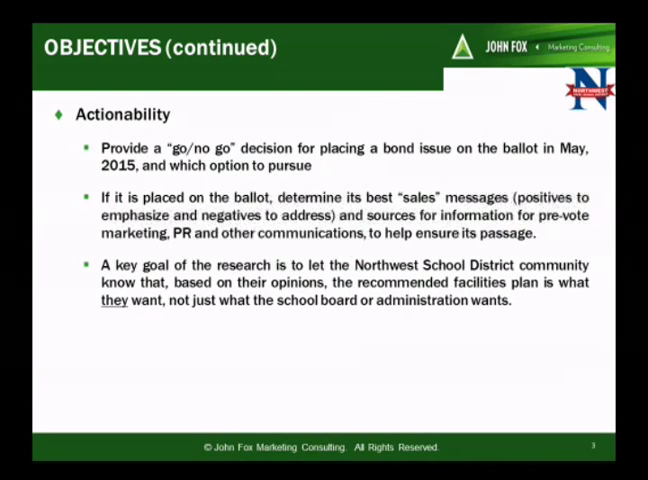 OBJECTIVES (continued)
JOHN FOX Marketing Consulting
NORTHWEST
Actionability
Provide a “go/no go” decision for placing a bond issue on the ballot in May,
2015, and which option to pursue
If it is placed on the ballot, determine its best “sales” messages (positives to
emphasize and negatives to address) and sources for information for pre-vote
marketing, PR and other communications, to help ensure its passage.
A key goal of the research is to let the Northwest School District community
know that, based on their opinions, the recommended facilities plan is what
they want, not just what the school board or administration wants.
© John Fox Marketing Consulting. All Rights Reserved.
3